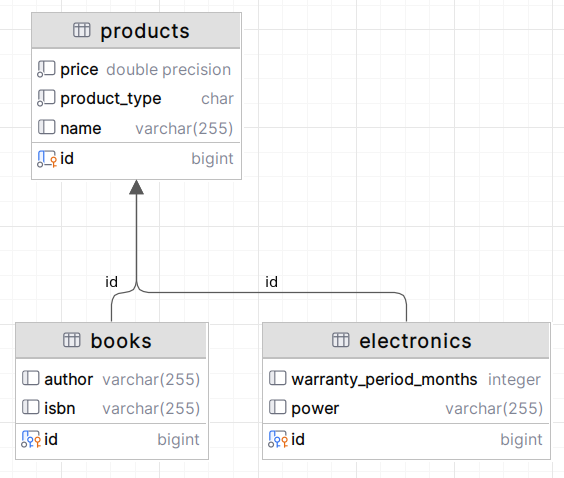 products
price double precision
product_type char
name varchar(255)
id bigint
id id
books
author varchar(255)
isbn varchar(255)
id bigint
electronics
warranty_period_months integer
power varchar(255)
id bigint